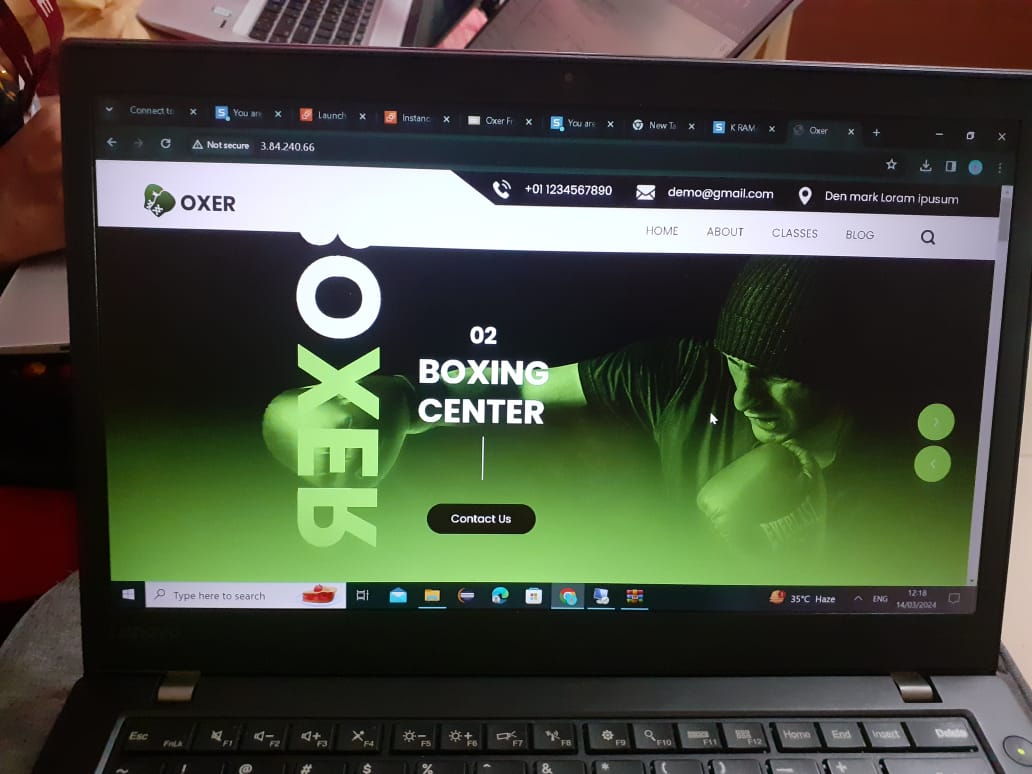 Connect to
You are
Launch
Instanc
Oxer Fr
You are
New Ta
K RAM
Oxer
Not secure 3.84.240.66
+01 1234567890 demo@gmail.com Den mark Loram ipusum
OXER
HOME ABOUT CLASSES BLOG
OXER
02
BOXING
CENTER
Contact Us
EVERLAST
Type here to search
35°C Haze
ENG
12:18
14/03/2024
Esc FnLk F1 F2 F3 F4 F5 F6 F7 F8 F9 F10 F11 F12 Home End Insert Delete
~ ! @ # $ % ^ & * ( ) _ +